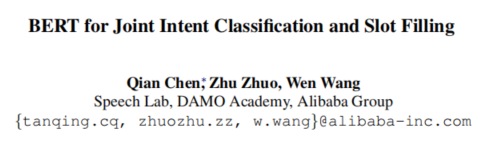 BERT for Joint Intent Classification and Slot Filling
Qian Chen*, Zhu Zhuo, Wen Wang
Speech Lab, DAMO Academy, Alibaba Group
{tanqing.cq, zhuozhu.zz, w.wang}@alibaba-inc.com